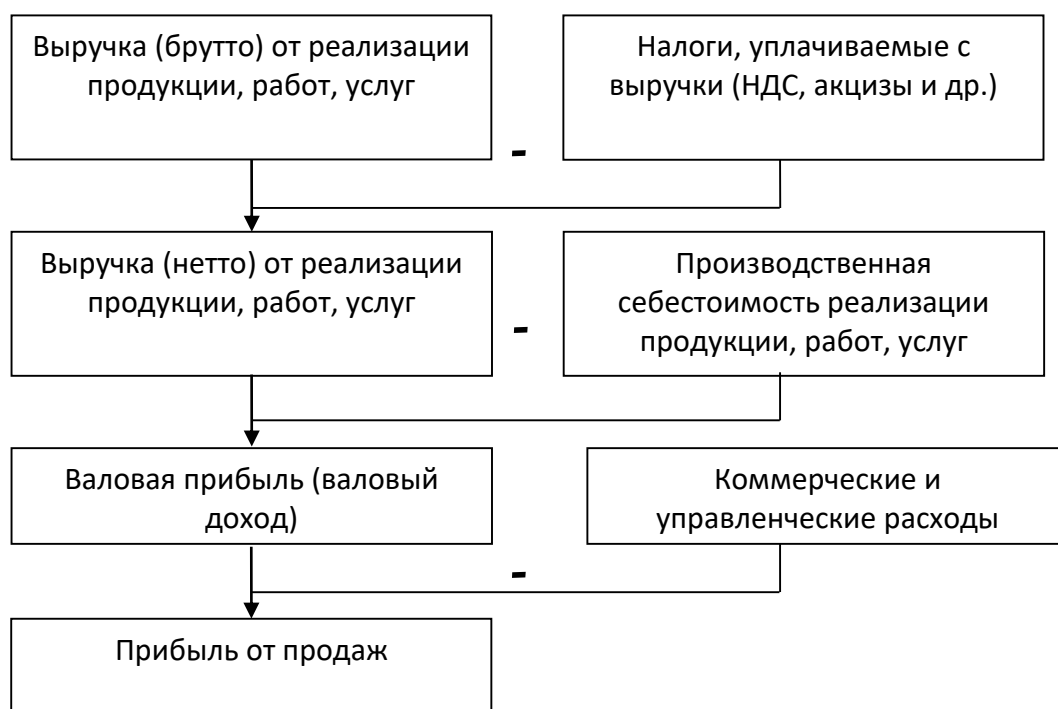 Выручка (брутто) от реализации
продукции, работ, услуг
Налоги, уплачиваемые с
выручки (НДС, акцизы и др.)
-
Выручка (нетто) от реализации
продукции, работ, услуг
Производственная
себестоимость реализации
продукции, работ, услуг
-
Валовая прибыль (валовый
доход)
Коммерческие и
управленческие расходы
-
Прибыль от продаж